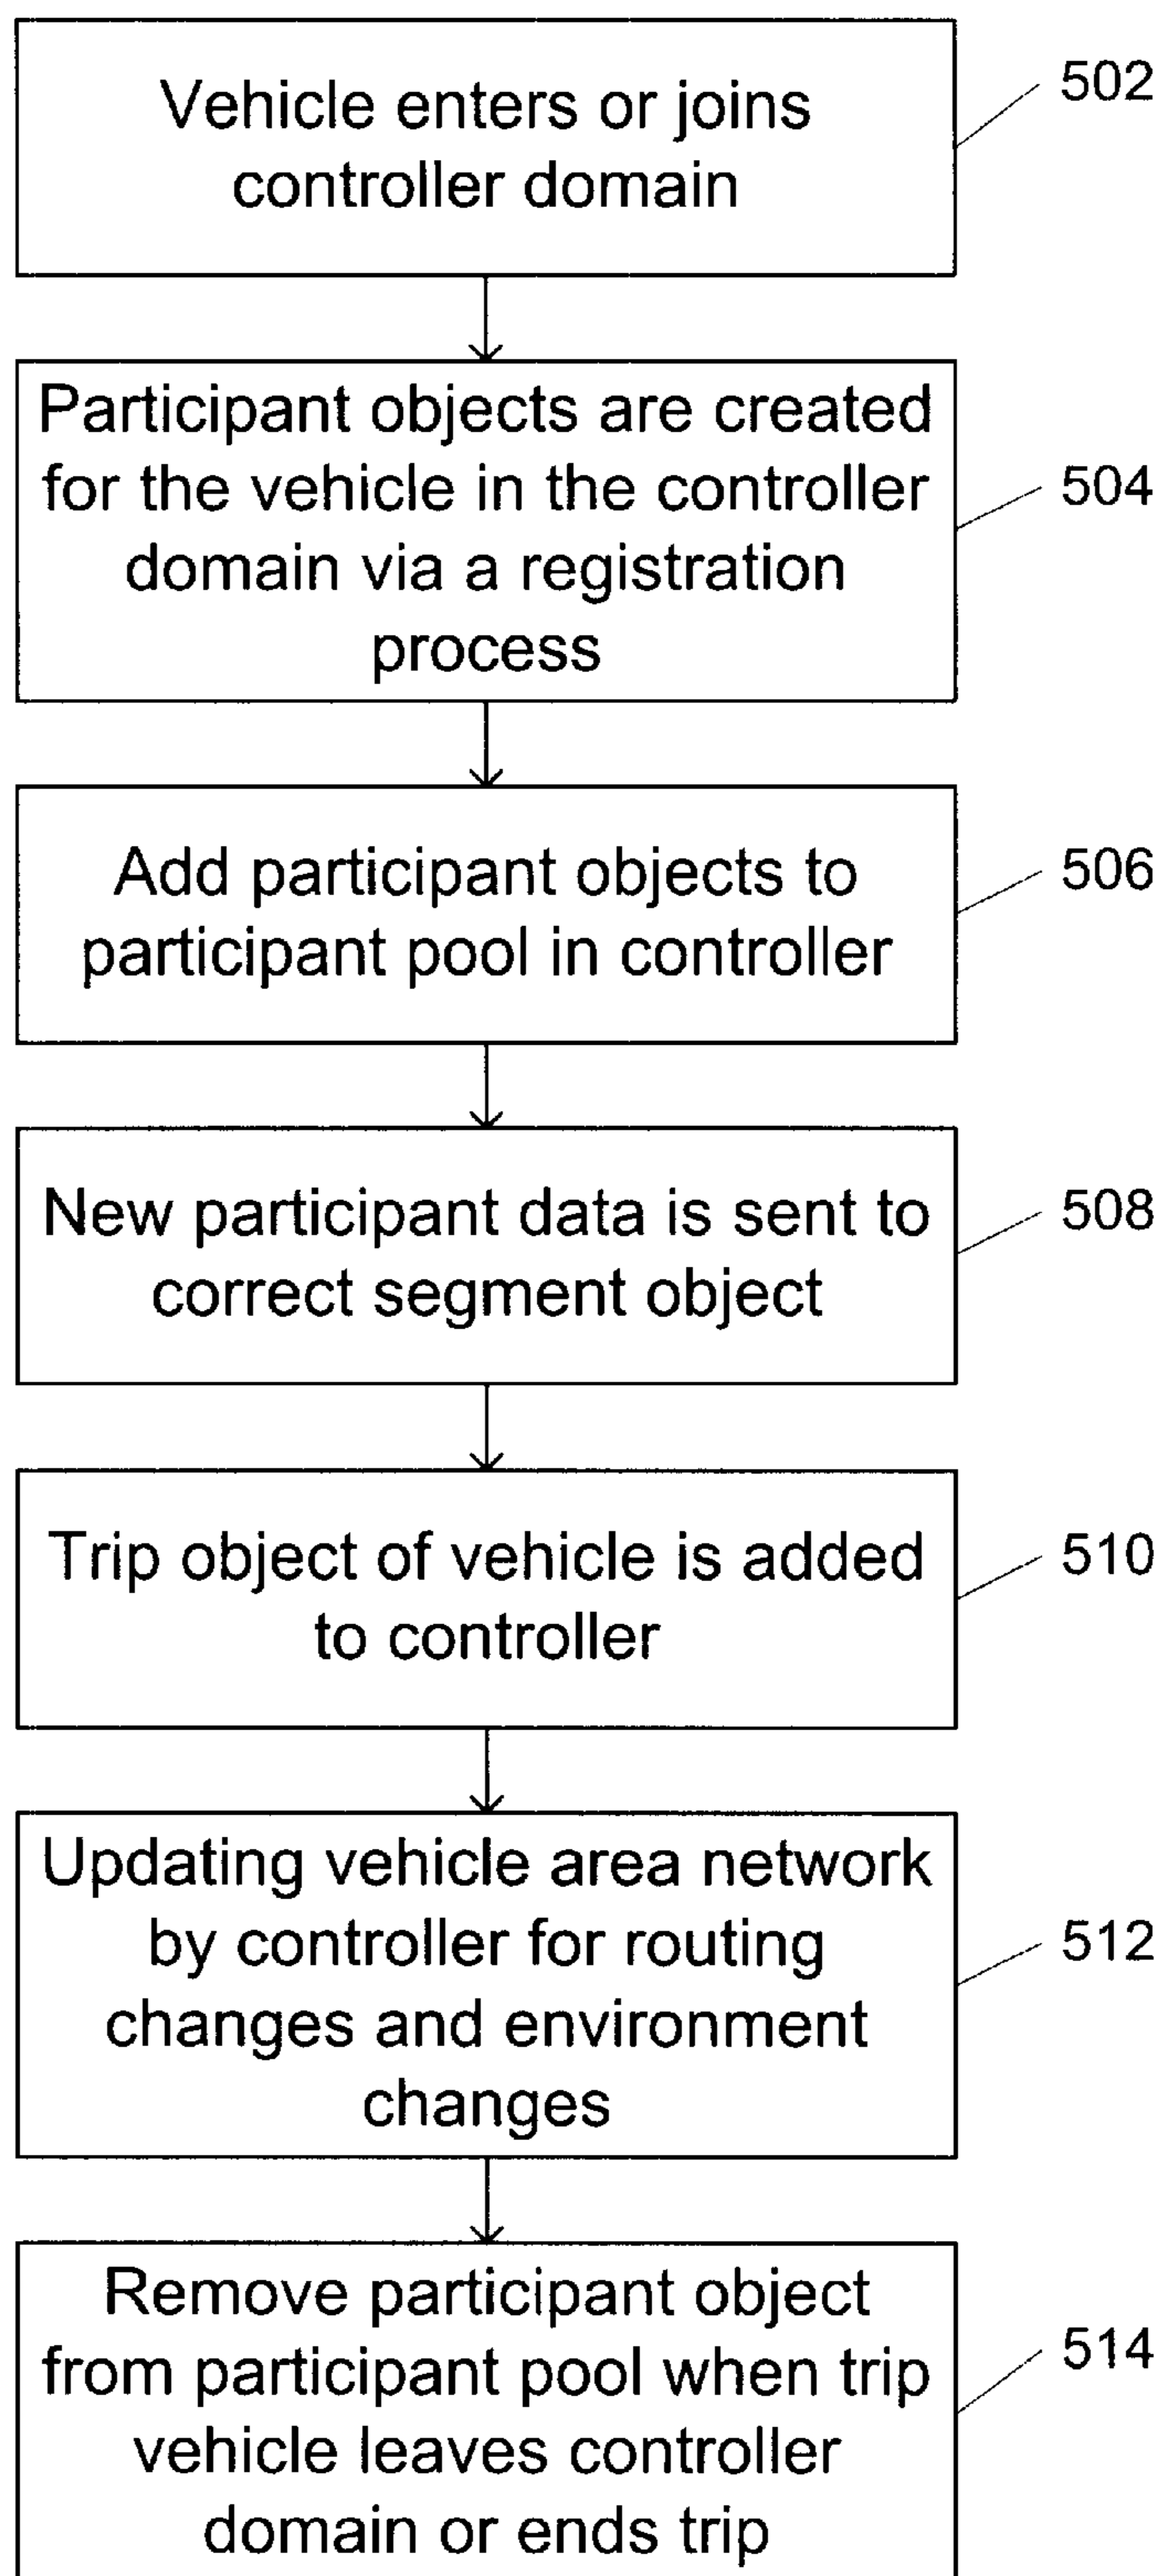 Vehicle enters or joins
controller domain
502
Participant objects are created
for the vehicle in the controller
domain via a registration
process
504
Add participant objects to
participant pool in controller
506
New participant data is sent to
correct segment object
508
Trip object of vehicle is added
to controller
510
Updating vehicle area network
by controller for routing
changes and environment
changes
512
Remove participant object
from participant pool when trip
vehicle leaves controller
domain or ends trip
514